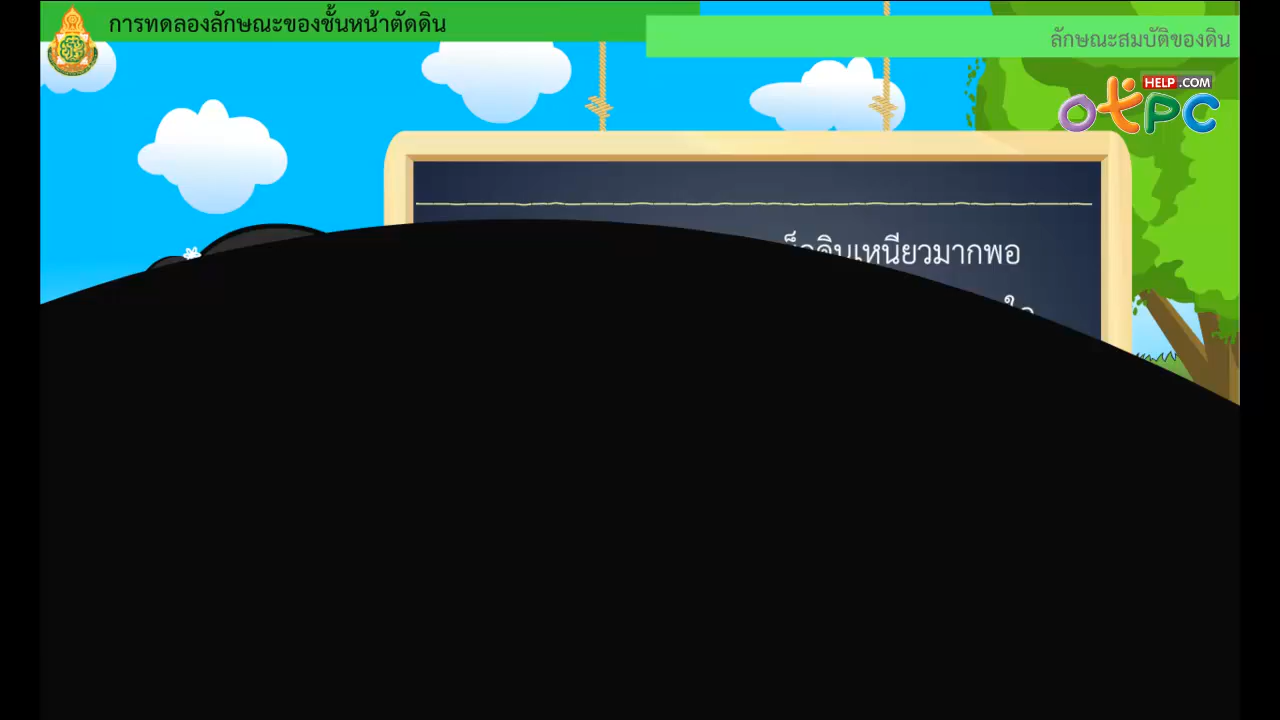 การทดลองลักษณะของชั้นหน้าตัดดิน
ลักษณะสมบัติของดิน
HELP.COM
OTPC
ดินเหนียวมากพอ